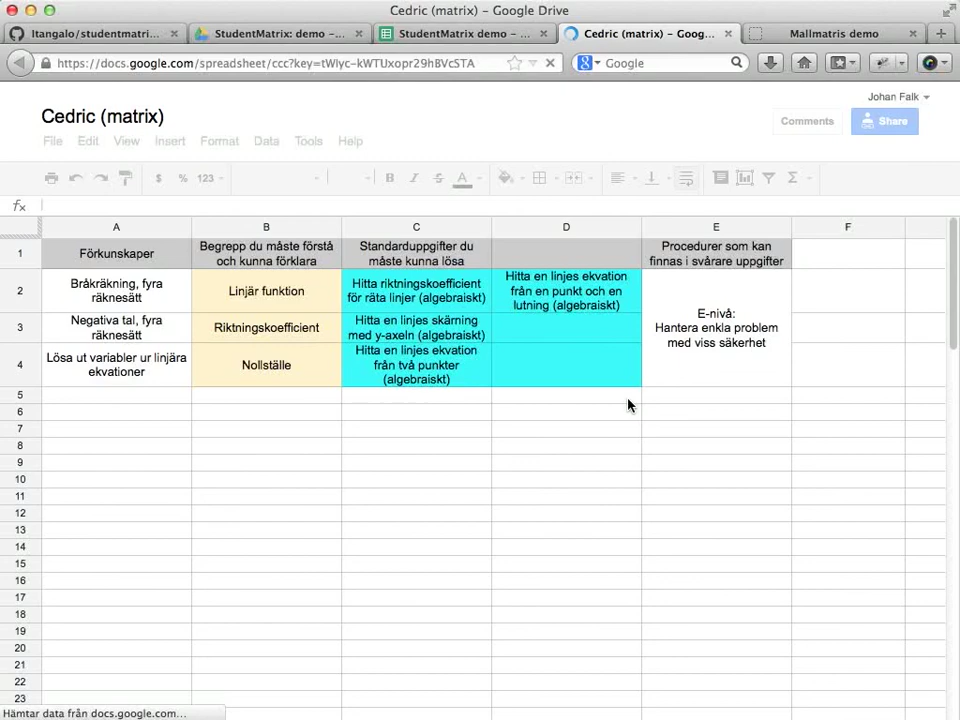 Cedric (matrix) – Google Drive
Itangalo/studentmatri...
StudentMatrix: demo – ...
StudentMatrix demo – ...
Cedric (matrix) – Goog...
Mallmatris demo
https://docs.google.com/spreadsheet/ccc?key=tWlyc-kWTUxopr29hBVcSTA
Google
Johan Falk
Cedric (matrix)
Comments
Share
File Edit View Insert Format Data Tools Help
$ % 123 B I S A Σ
fx
A B C D E F
1
Förkunskaper
Begrepp du måste förstå
och kunna förklara
Standarduppgifter du
måste kunna lösa
Procedurer som kan
finnas i svårare uppgifter
2
Bråkräkning, fyra
räknesätt
Linjär funktion
Hitta riktningskoefficient
för räta linjer (algebraiskt)
Hitta en linjes ekvation
från en punkt och en
lutning (algebraiskt)
E-nivå:
Hantera enkla problem
med viss säkerhet
3
Negativa tal, fyra
räknesätt
Riktningskoefficient
Hitta en linjes skärning
med y-axeln (algebraiskt)
4
Lösa ut variabler ur linjära
ekvationer
Nollställe
Hitta en linjes ekvation
från två punkter
(algebraiskt)
5
6
7
8
9
10
11
12
13
14
15
16
17
18
19
20
21
22
23
Hämtar data från docs.google.com...